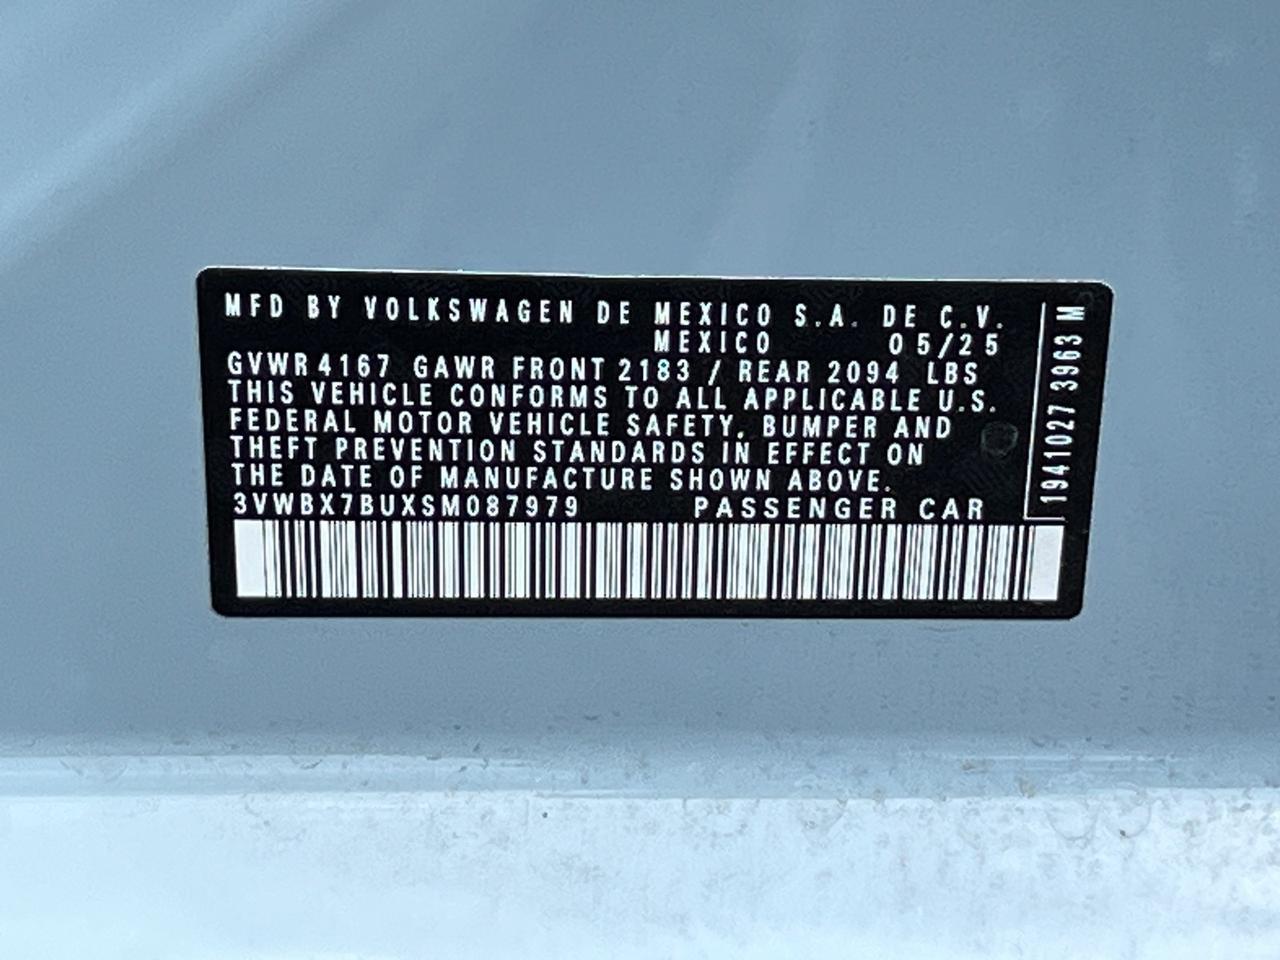 MFD BY VOLKSWAGEN DE MEXICO S.A. DE C.V.
MEXICO 05/25
GVWR 4167 GAWR FRONT 2183 / REAR 2094 LBS
THIS VEHICLE CONFORMS TO ALL APPLICABLE U.S.
FEDERAL MOTOR VEHICLE SAFETY, BUMPER AND
THEFT PREVENTION STANDARDS IN EFFECT ON
THE DATE OF MANUFACTURE SHOWN ABOVE.
3VWBX7BUXSM087979 PASSENGER CAR
1941027 3963 M